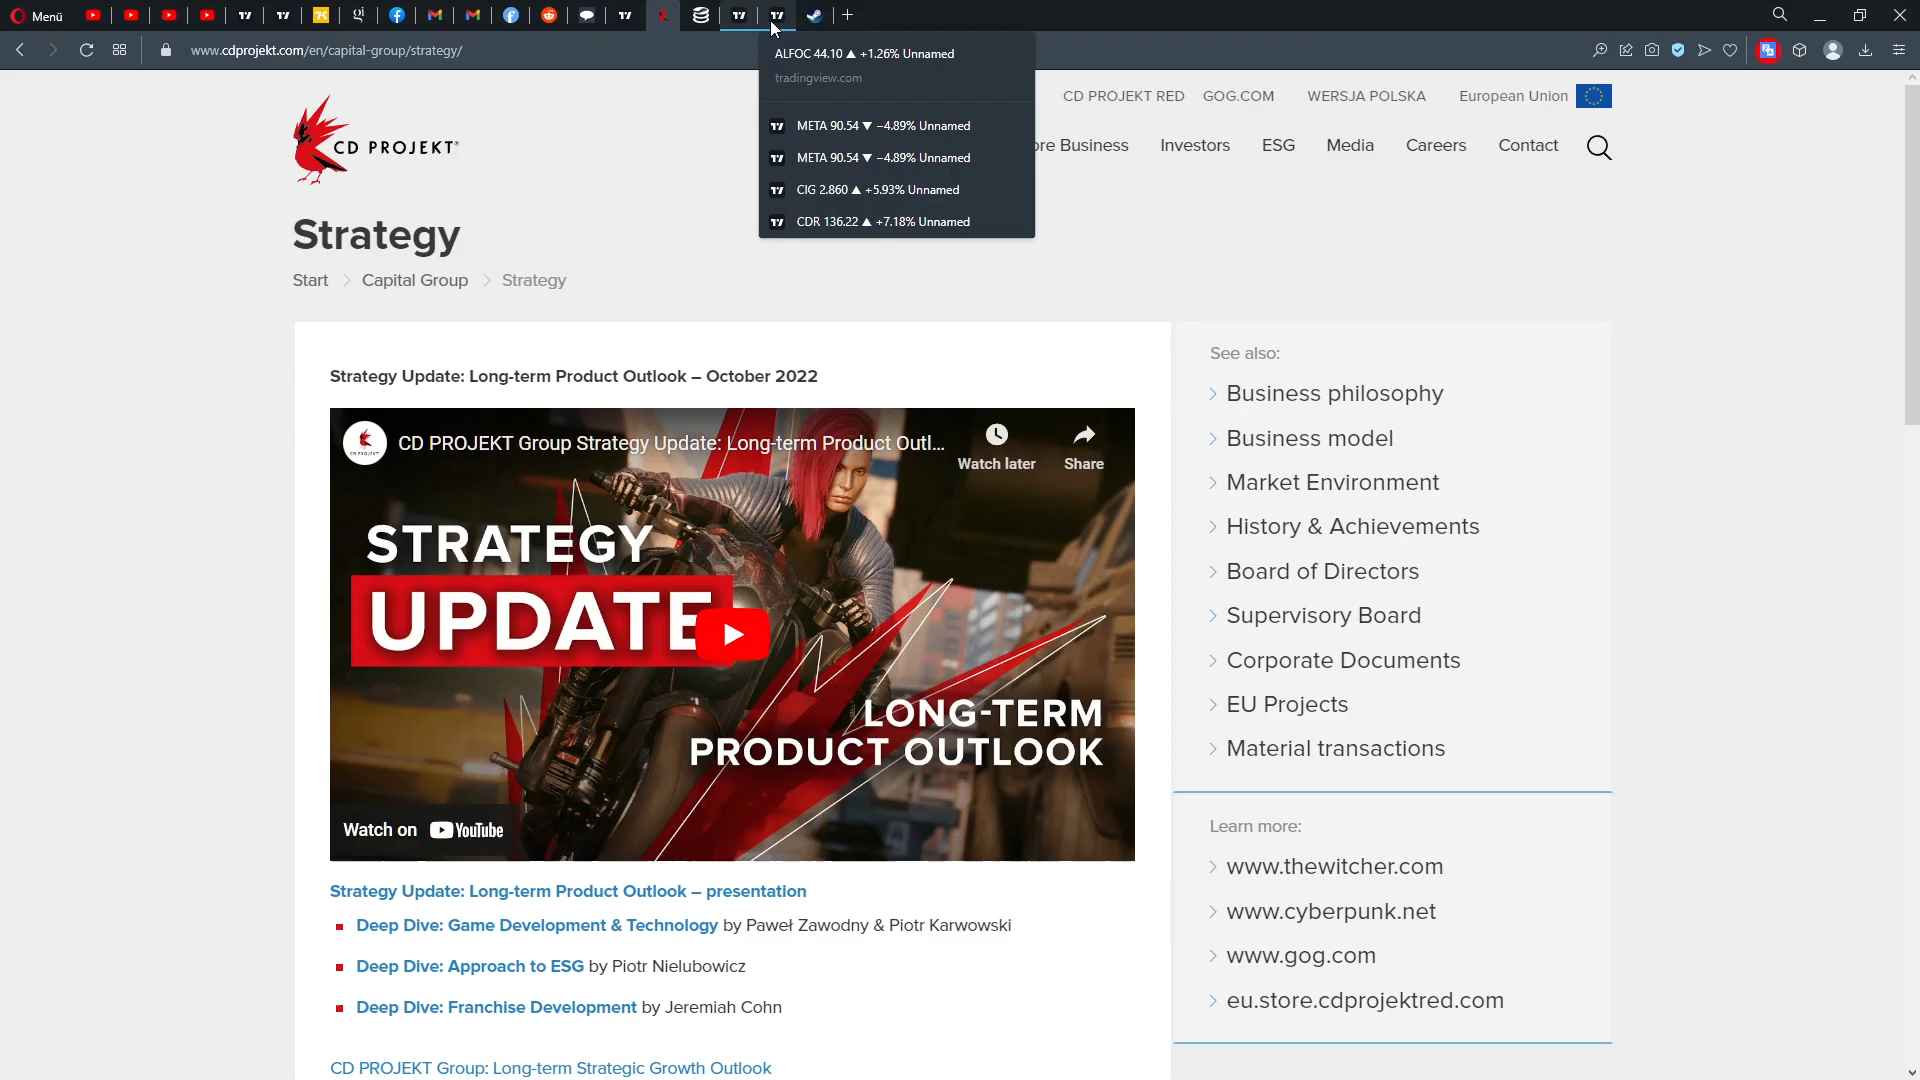 Menü
www.cdprojekt.com/en/capital-group/strategy/
ALFOC 44.10 ▲ +1.26% Unnamed
tradingview.com
META 90.54 ▼ −4.89% Unnamed
META 90.54 ▼ −4.89% Unnamed
CIG 2.860 ▲ +5.93% Unnamed
CDR 136.22 ▲ +7.18% Unnamed
CD PROJEKT RED GOG.COM WERSJA POLSKA European Union
CD PROJEKT®
Business Investors ESG Media Careers Contact
Strategy
Start > Capital Group > Strategy
Strategy Update: Long-term Product Outlook – October 2022
CD PROJEKT Group Strategy Update: Long-term Product Outl...
Watch later Share
STRATEGY
UPDATE
LONG-TERM
PRODUCT OUTLOOK
Watch on YouTube
Strategy Update: Long-term Product Outlook – presentation
Deep Dive: Game Development & Technology by Paweł Zawodny & Piotr Karwowski
Deep Dive: Approach to ESG by Piotr Nielubowicz
Deep Dive: Franchise Development by Jeremiah Cohn
CD PROJEKT Group: Long-term Strategic Growth Outlook
See also:
Business philosophy
Business model
Market Environment
History & Achievements
Board of Directors
Supervisory Board
Corporate Documents
EU Projects
Material transactions
Learn more:
www.thewitcher.com
www.cyberpunk.net
www.gog.com
eu.store.cdprojektred.com